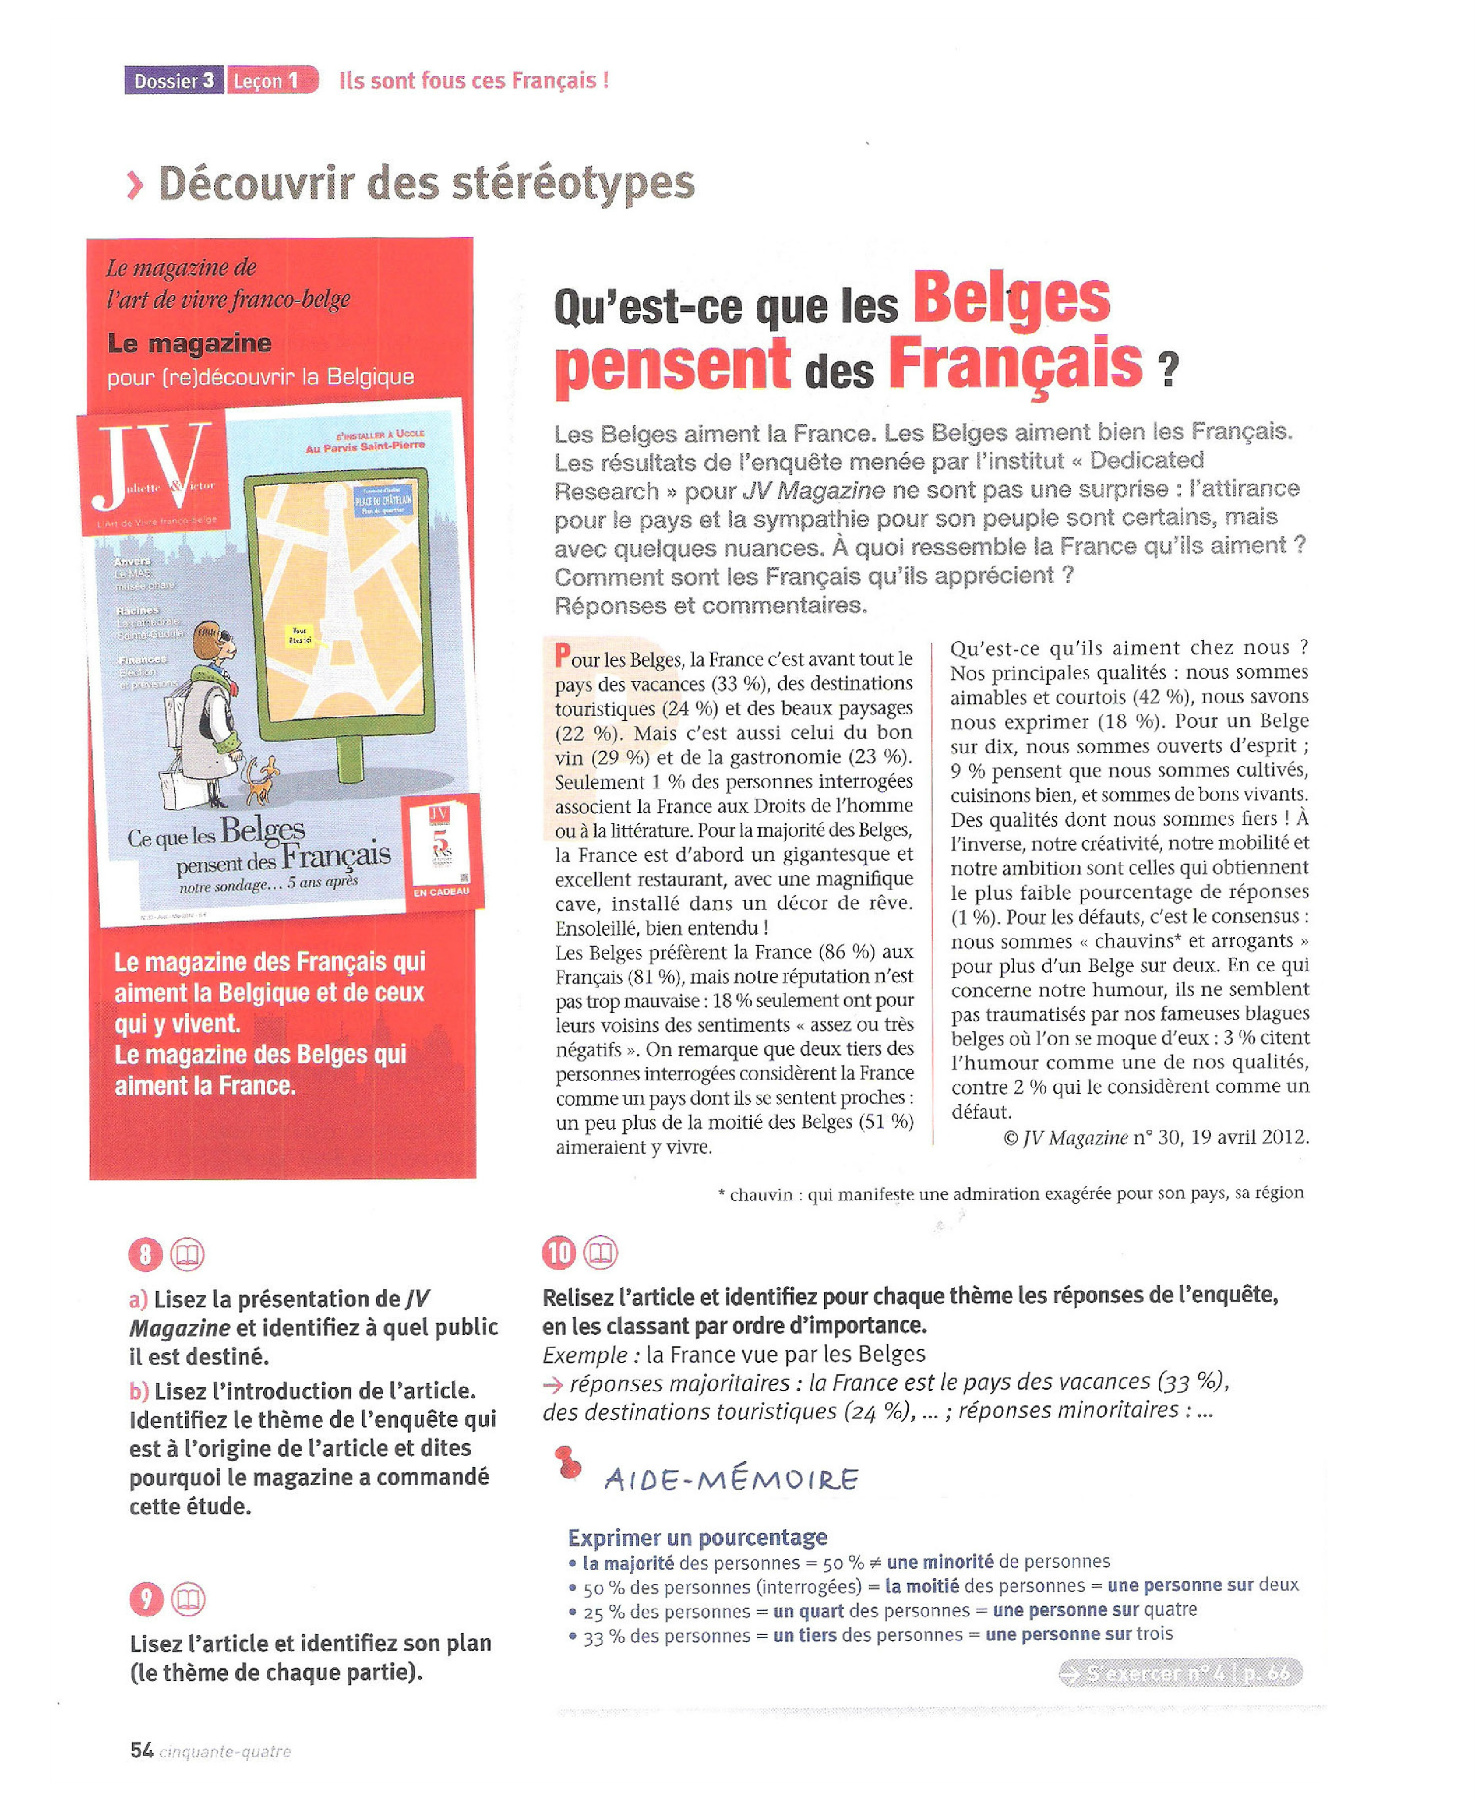 Dossier 3 Leçon 1 Ils sont fous ces Français !
› Découvrir des stéréotypes
Le magazine de
l'art de vivre franco-belge
Le magazine
pour (re)découvrir la Belgique
JV
Juliette & Victor
L'Art de Vivre franco-belge
S'INSTALLER À UCCLE
Au Parvis Saint-Pierre
PLACE DU CHÂTELAIN
Plan de quartier
Anvers
Le MAS
musée phare
Racines
La cathédrale
Sainte-Gudule
Finances
Élection
et prévisions
Ce que les Belges
pensent des Français
notre sondage... 5 ans après
JV
5
ANS
EN CADEAU
Le magazine des Français qui
aiment la Belgique et de ceux
qui y vivent.
Le magazine des Belges qui
aiment la France.
Qu'est-ce que les Belges
pensent des Français ?
Les Belges aiment la France. Les Belges aiment bien les Français.
Les résultats de l'enquête menée par l'institut « Dedicated
Research » pour JV Magazine ne sont pas une surprise : l'attirance
pour le pays et la sympathie pour son peuple sont certains, mais
avec quelques nuances. À quoi ressemble la France qu'ils aiment ?
Comment sont les Français qu'ils apprécient ?
Réponses et commentaires.
Pour les Belges, la France c'est avant tout le
pays des vacances (33 %), des destinations
touristiques (24 %) et des beaux paysages
(22 %). Mais c'est aussi celui du bon
vin (29 %) et de la gastronomie (23 %).
Seulement 1 % des personnes interrogées
associent la France aux Droits de l'homme
ou à la littérature. Pour la majorité des Belges,
la France est d'abord un gigantesque et
excellent restaurant, avec une magnifique
cave, installé dans un décor de rêve.
Ensoleillé, bien entendu !
Les Belges préfèrent la France (86 %) aux
Français (81 %), mais notre réputation n'est
pas trop mauvaise : 18 % seulement ont pour
leurs voisins des sentiments « assez ou très
négatifs ». On remarque que deux tiers des
personnes interrogées considèrent la France
comme un pays dont ils se sentent proches :
un peu plus de la moitié des Belges (51 %)
aimeraient y vivre.
Qu'est-ce qu'ils aiment chez nous ?
Nos principales qualités : nous sommes
aimables et courtois (42 %), nous savons
nous exprimer (18 %). Pour un Belge
sur dix, nous sommes ouverts d'esprit ;
9 % pensent que nous sommes cultivés,
cuisinons bien, et sommes de bons vivants.
Des qualités dont nous sommes fiers ! À
l'inverse, notre créativité, notre mobilité et
notre ambition sont celles qui obtiennent
le plus faible pourcentage de réponses
(1 %). Pour les défauts, c'est le consensus :
nous sommes « chauvins* et arrogants »
pour plus d'un Belge sur deux. En ce qui
concerne notre humour, ils ne semblent
pas traumatisés par nos fameuses blagues
belges où l'on se moque d'eux : 3 % citent
l'humour comme une de nos qualités,
contre 2 % qui le considèrent comme un
défaut.
© JV Magazine n° 30, 19 avril 2012.
* chauvin : qui manifeste une admiration exagérée pour son pays, sa région
8
a) Lisez la présentation de JV
Magazine et identifiez à quel public
il est destiné.
b) Lisez l'introduction de l'article.
Identifiez le thème de l'enquête qui
est à l'origine de l'article et dites
pourquoi le magazine a commandé
cette étude.
9
Lisez l'article et identifiez son plan
(le thème de chaque partie).
10
Relisez l'article et identifiez pour chaque thème les réponses de l'enquête,
en les classant par ordre d'importance.
Exemple : la France vue par les Belges
→ réponses majoritaires : la France est le pays des vacances (33 %),
des destinations touristiques (24 %), ... ; réponses minoritaires : ...
AIDE-MÉMOIRE
Exprimer un pourcentage
• la majorité des personnes = 50 % ≠ une minorité de personnes
• 50 % des personnes (interrogées) = la moitié des personnes = une personne sur deux
• 25 % des personnes = un quart des personnes = une personne sur quatre
• 33 % des personnes = un tiers des personnes = une personne sur trois
→ S'exercer n° 4 | p. 66
54 cinquante-quatre